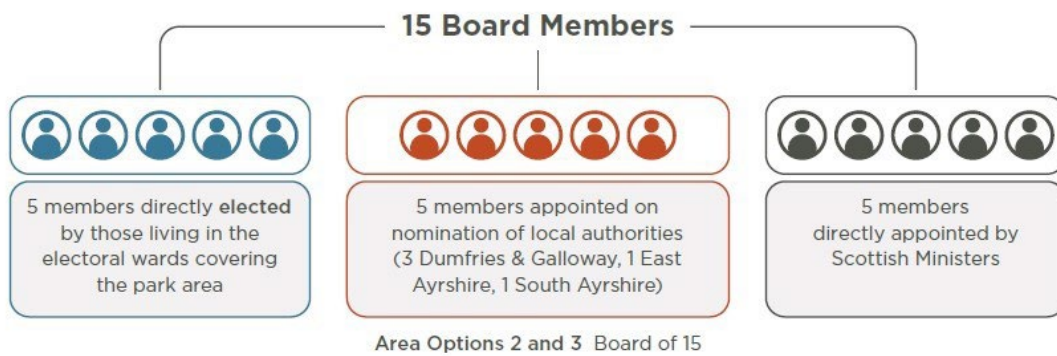 15 Board Members
5 members directly elected
by those living in the
electoral wards covering
the park area
5 members appointed on
nomination of local authorities
(3 Dumfries & Galloway, 1 East
Ayrshire, 1 South Ayrshire)
5 members
directly appointed by
Scottish Ministers
Area Options 2 and 3 Board of 15